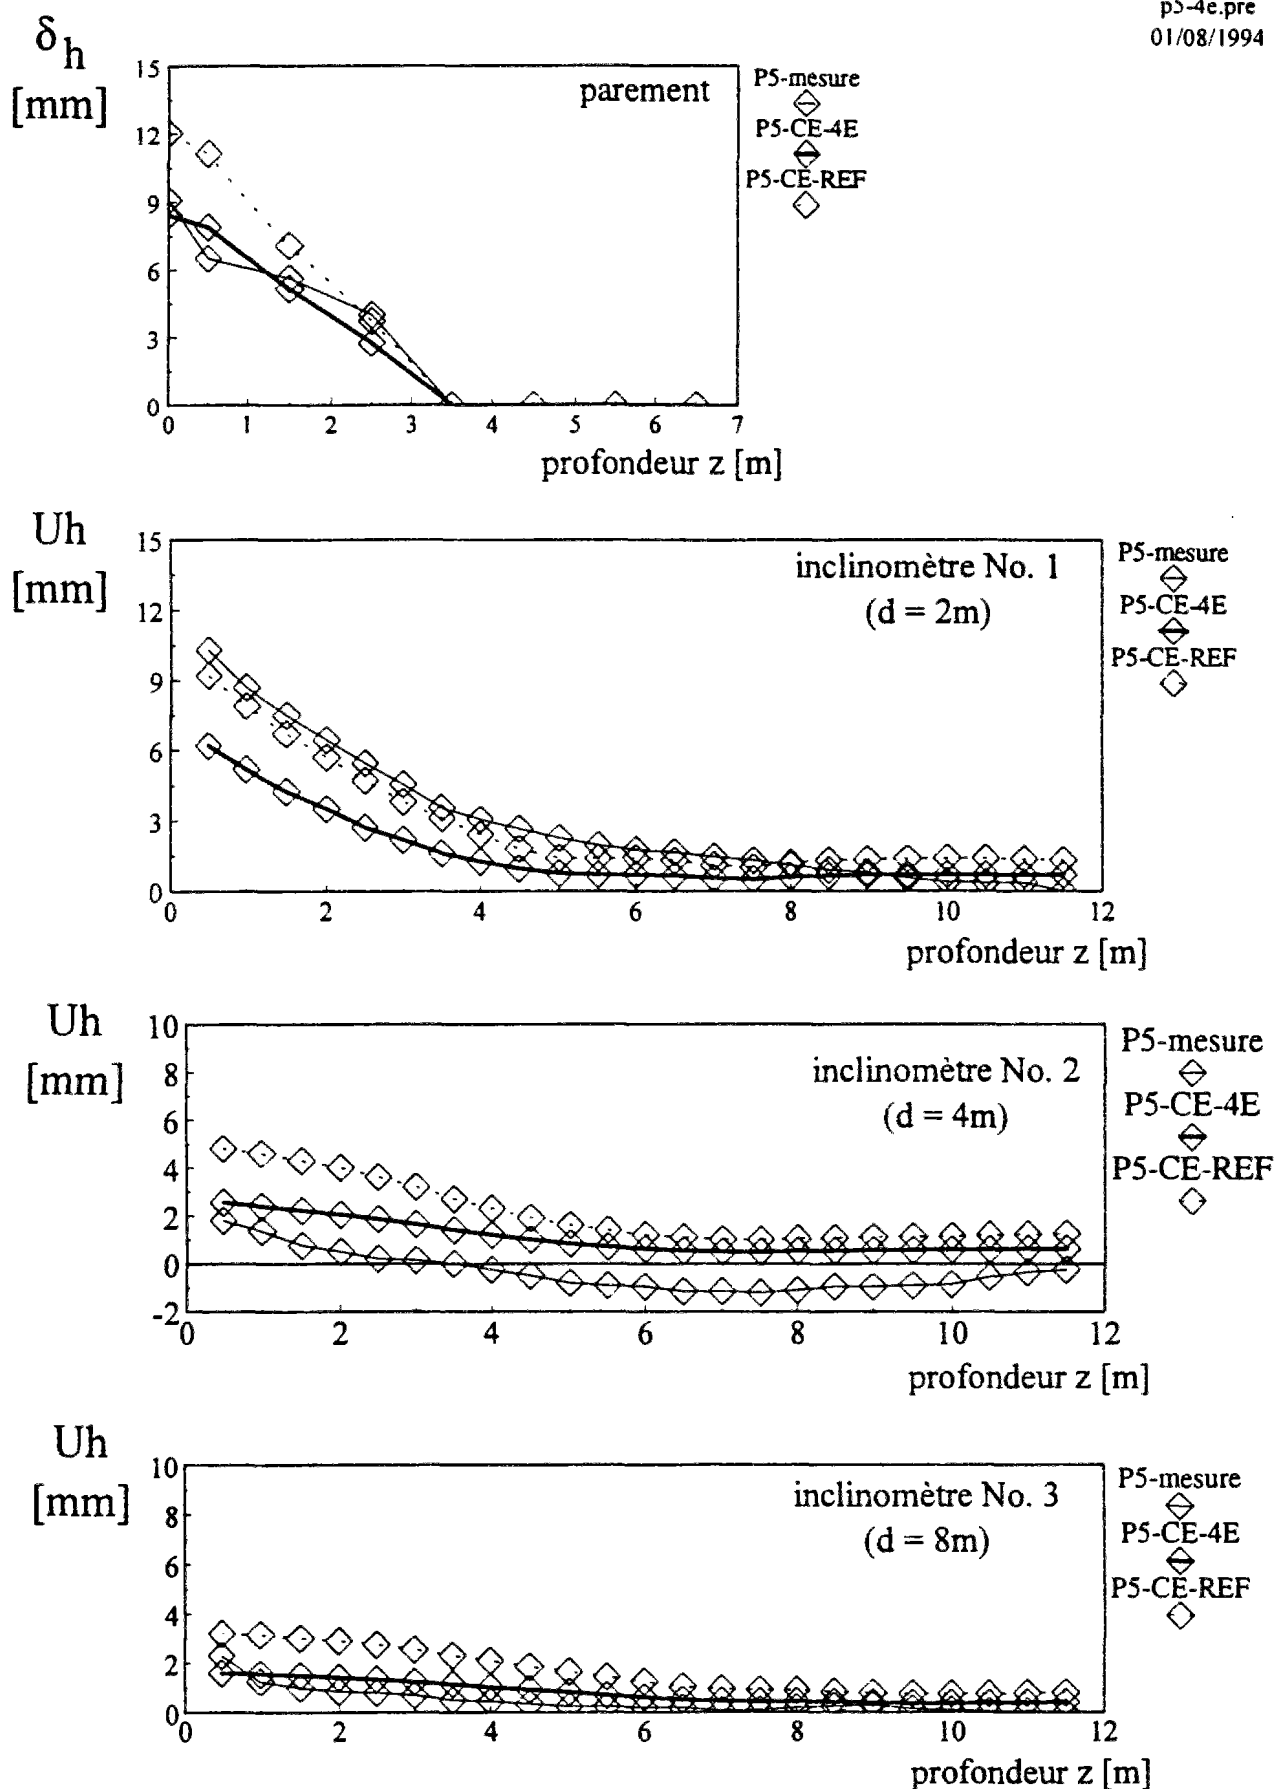 p5-4e.pre
01/08/1994
δh
[mm]
parement
15
12
9
6
3
0
0 1 2 3 4 5 6 7
profondeur z [m]
P5-mesure
P5-CE-4E
P5-CE-REF
Uh
[mm]
inclinomètre No. 1
(d = 2m)
15
12
9
6
3
0
0 2 4 6 8 10 12
profondeur z [m]
P5-mesure
P5-CE-4E
P5-CE-REF
Uh
[mm]
inclinomètre No. 2
(d = 4m)
10
8
6
4
2
0
-2
0 2 4 6 8 10 12
profondeur z [m]
P5-mesure
P5-CE-4E
P5-CE-REF
Uh
[mm]
inclinomètre No. 3
(d = 8m)
10
8
6
4
2
0
0 2 4 6 8 10 12
profondeur z [m]
P5-mesure
P5-CE-4E
P5-CE-REF